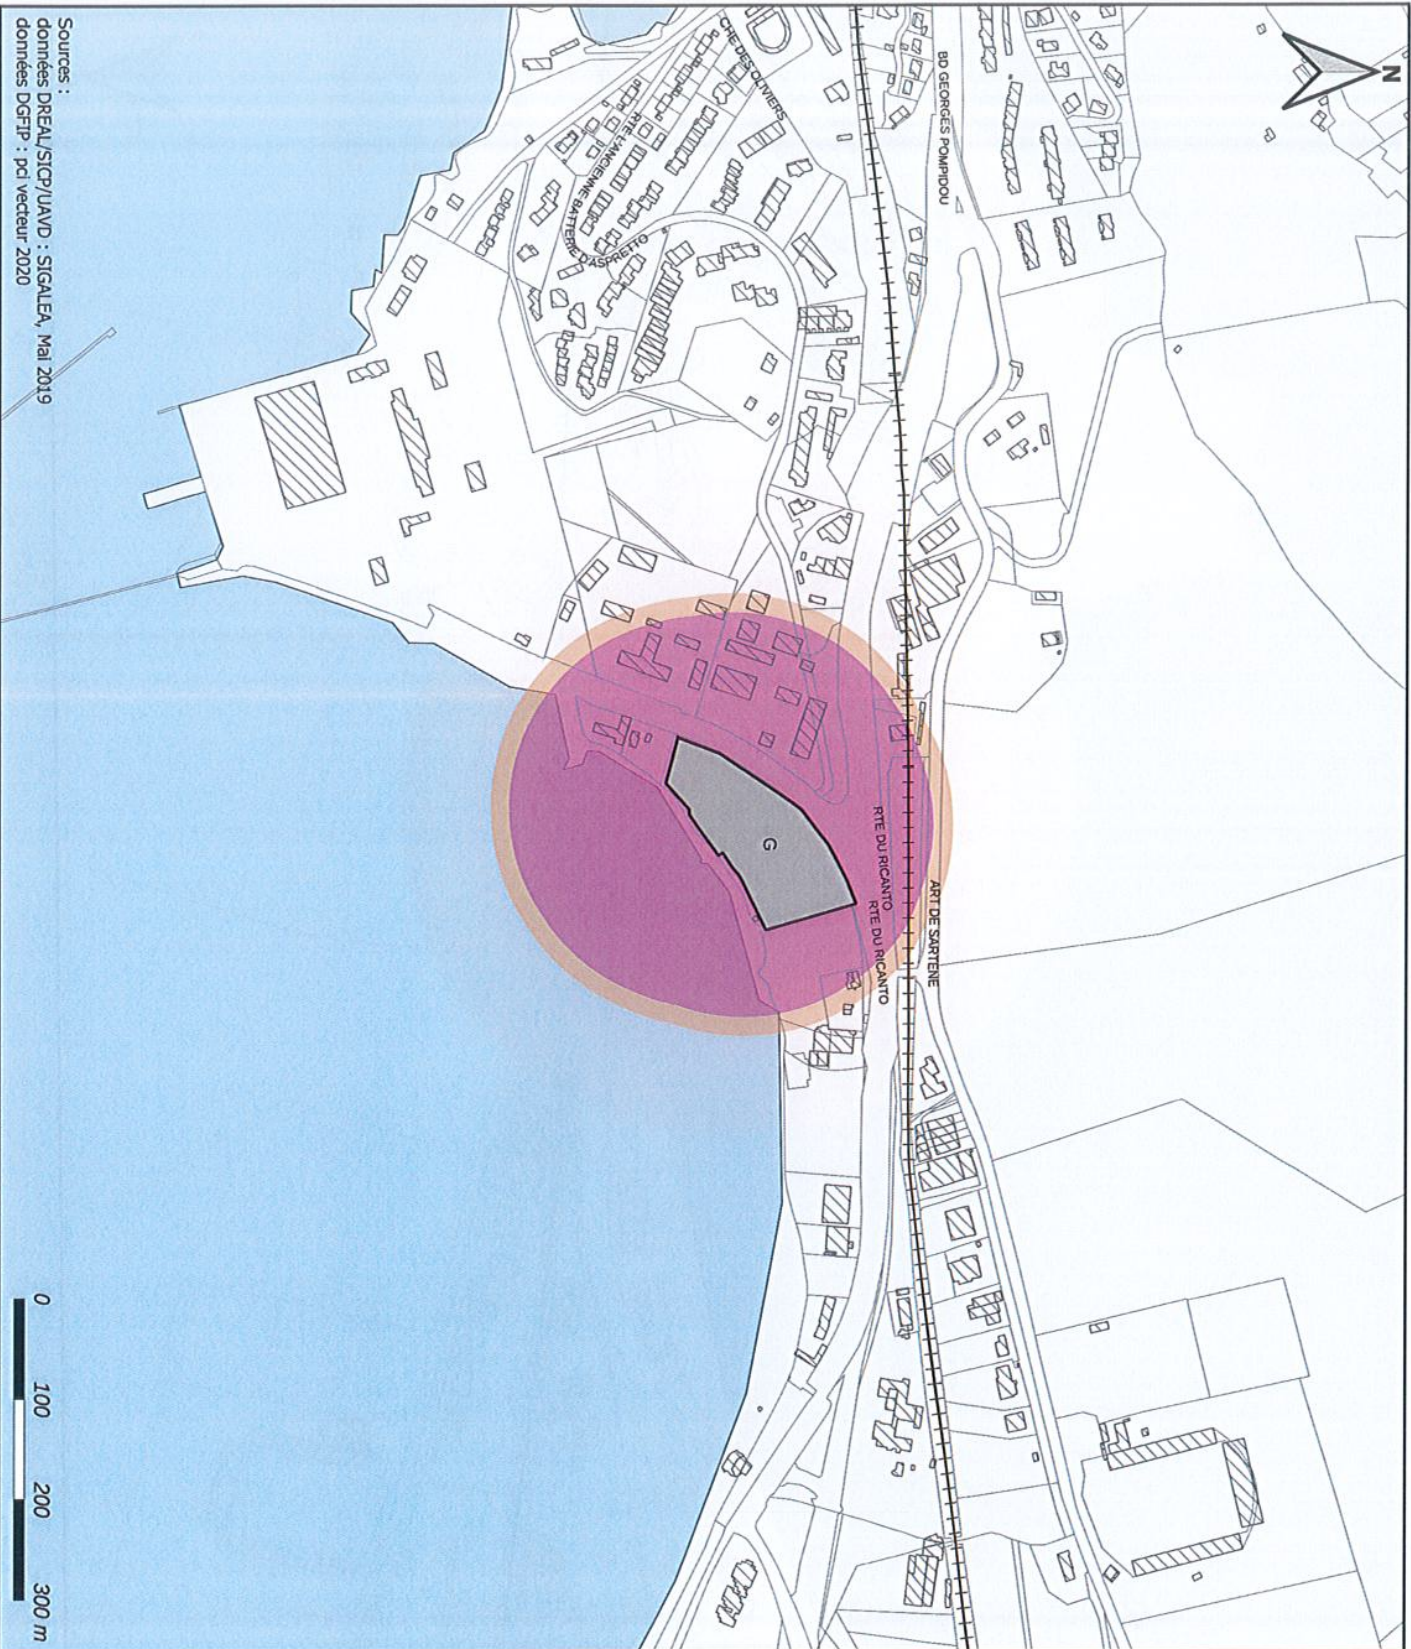 N
BD GEORGES POMPIDOU
CHE DES OLIVIERS
RTE ANCIENNE BATTERIE D'ASPRETTO
ART DE SARTENE
RTE DU RICANTO
RTE DU RICANTO
G
Sources :
données DREAL/SICP/UAVD : SIGALEA, Mai 2019
données DGFIP : pci vecteur 2020
0 100 200 300 m